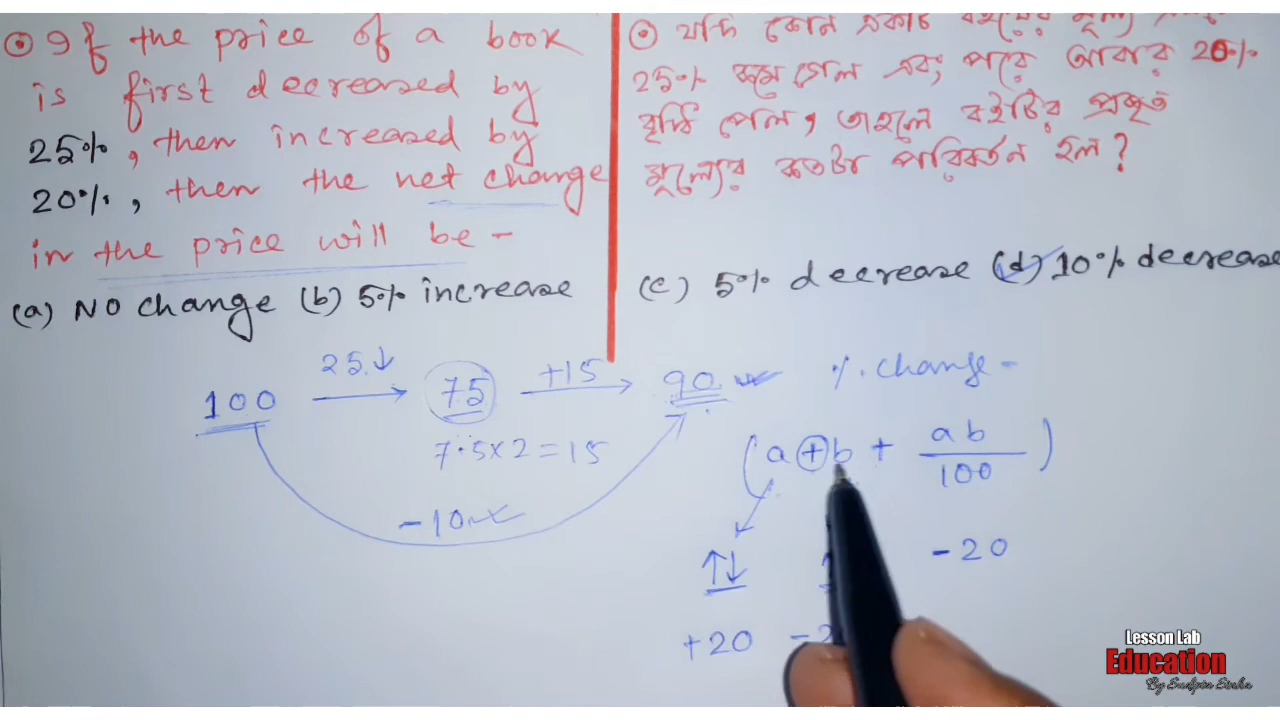 ⊙ If the price of a book
is first decreased by
25%, then increased by
20%, then the net change
in the price will be -
⊙ যদি কোন একটি বইয়ের মূল্য
25% কমে গেল এবং পরে আবার 20%
বৃদ্ধি পেল, তাহলে বইটির প্রকৃত
মূল্যের কতটা পরিবর্তন হল?
(a) No change (b) 5% increase
(c) 5% decrease (d) 10% decrease
100 25↓ 75 +15 90
7.5×2=15
-10
% change -
(a+b + ab/100)
↑↓ -20
+20
Lesson Lab
Education
By Sudipta Sinha